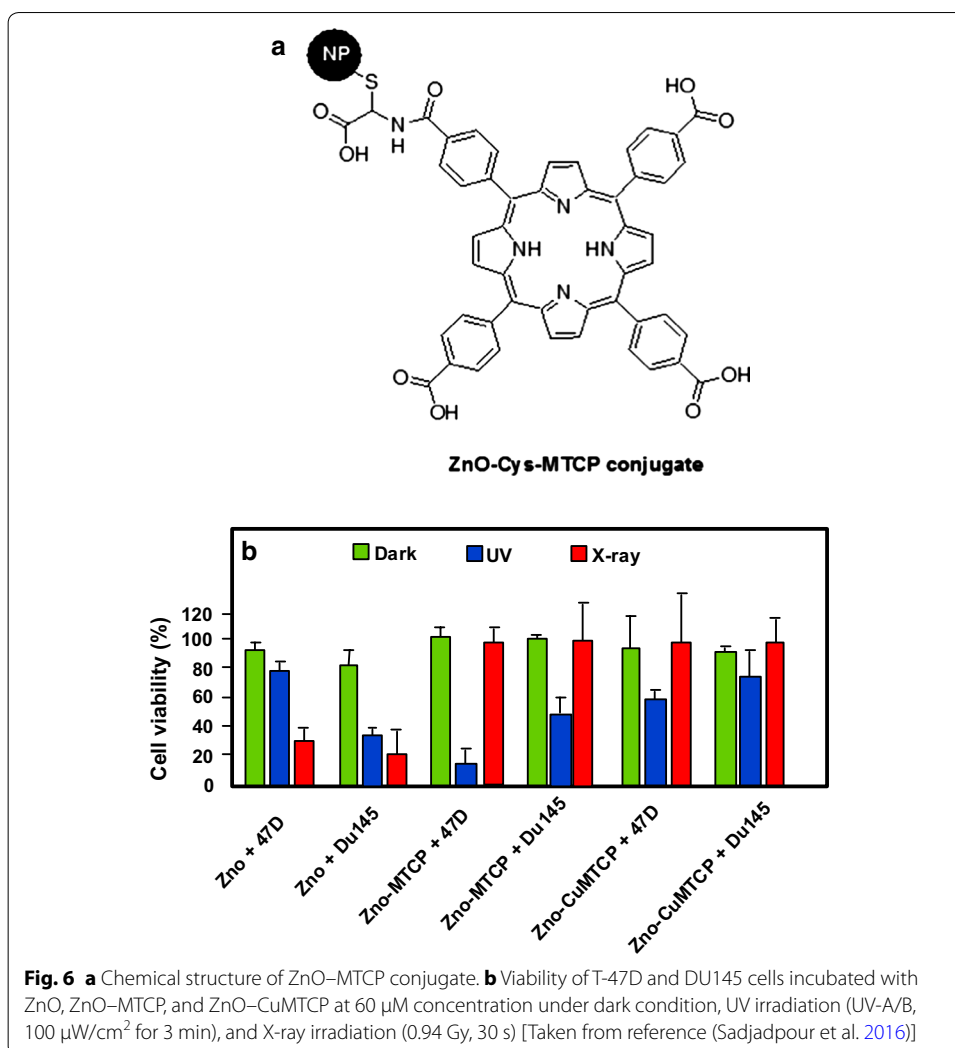 a
NP
S
O
OH
N
H
O
HO
O
N
NH
HN
N
O
OH
O
OH
ZnO-Cys-MTCP conjugate
b
Dark
UV
X-ray
Cell viability (%)
120
100
80
60
40
20
0
Zno + 47D
Zno + Du145
Zno-MTCP + 47D
Zno-MTCP + Du145
Zno-CuMTCP + 47D
Zno-CuMTCP + Du145
Fig. 6 a Chemical structure of ZnO–MTCP conjugate. b Viability of T-47D and DU145 cells incubated with
ZnO, ZnO–MTCP, and ZnO–CuMTCP at 60 μM concentration under dark condition, UV irradiation (UV-A/B,
100 μW/cm² for 3 min), and X-ray irradiation (0.94 Gy, 30 s) [Taken from reference (Sadjadpour et al. 2016)]